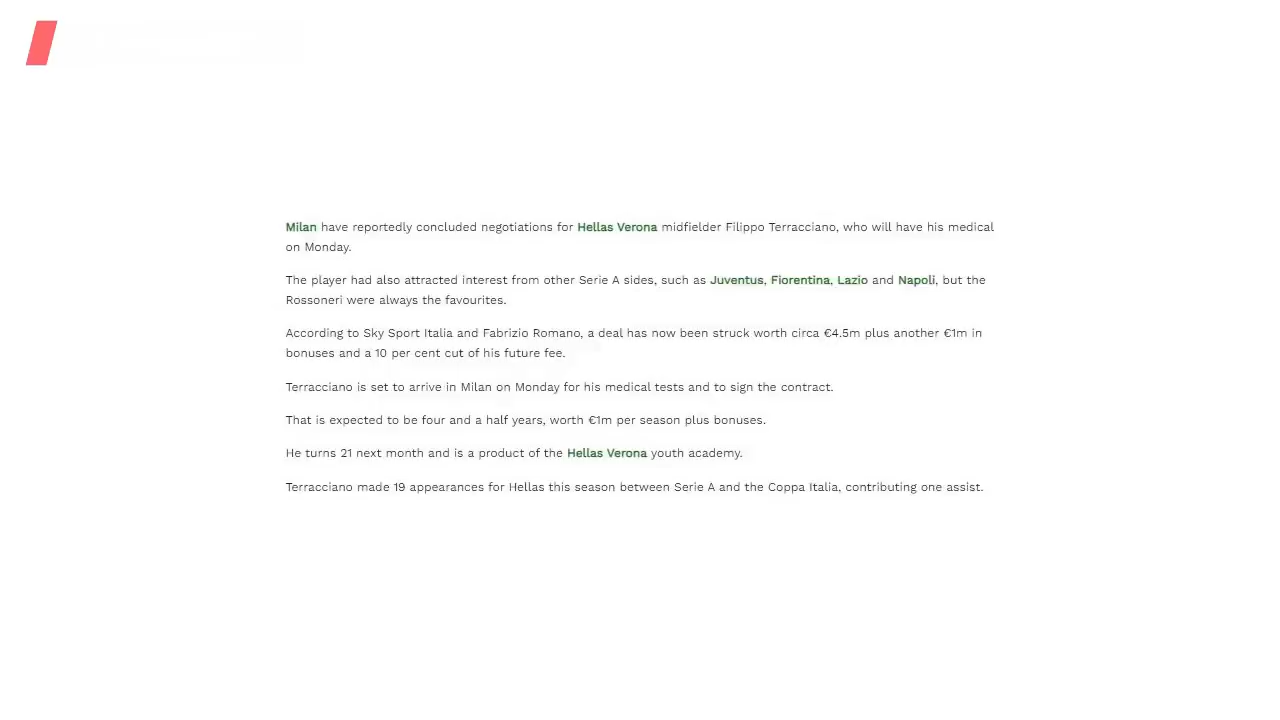 Milan have reportedly concluded negotiations for Hellas Verona midfielder Filippo Terracciano, who will have his medical
on Monday.
The player had also attracted interest from other Serie A sides, such as Juventus, Fiorentina, Lazio and Napoli, but the
Rossoneri were always the favourites.
According to Sky Sport Italia and Fabrizio Romano, a deal has now been struck worth circa €4.5m plus another €1m in
bonuses and a 10 per cent cut of his future fee.
Terracciano is set to arrive in Milan on Monday for his medical tests and to sign the contract.
That is expected to be four and a half years, worth €1m per season plus bonuses.
He turns 21 next month and is a product of the Hellas Verona youth academy.
Terracciano made 19 appearances for Hellas this season between Serie A and the Coppa Italia, contributing one assist.